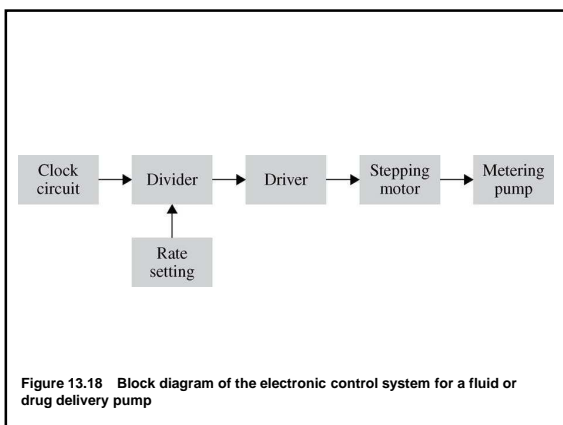 Clock
circuit
Divider
Driver
Stepping
motor
Metering
pump
Rate
setting
Figure 13.18 Block diagram of the electronic control system for a fluid or
drug delivery pump